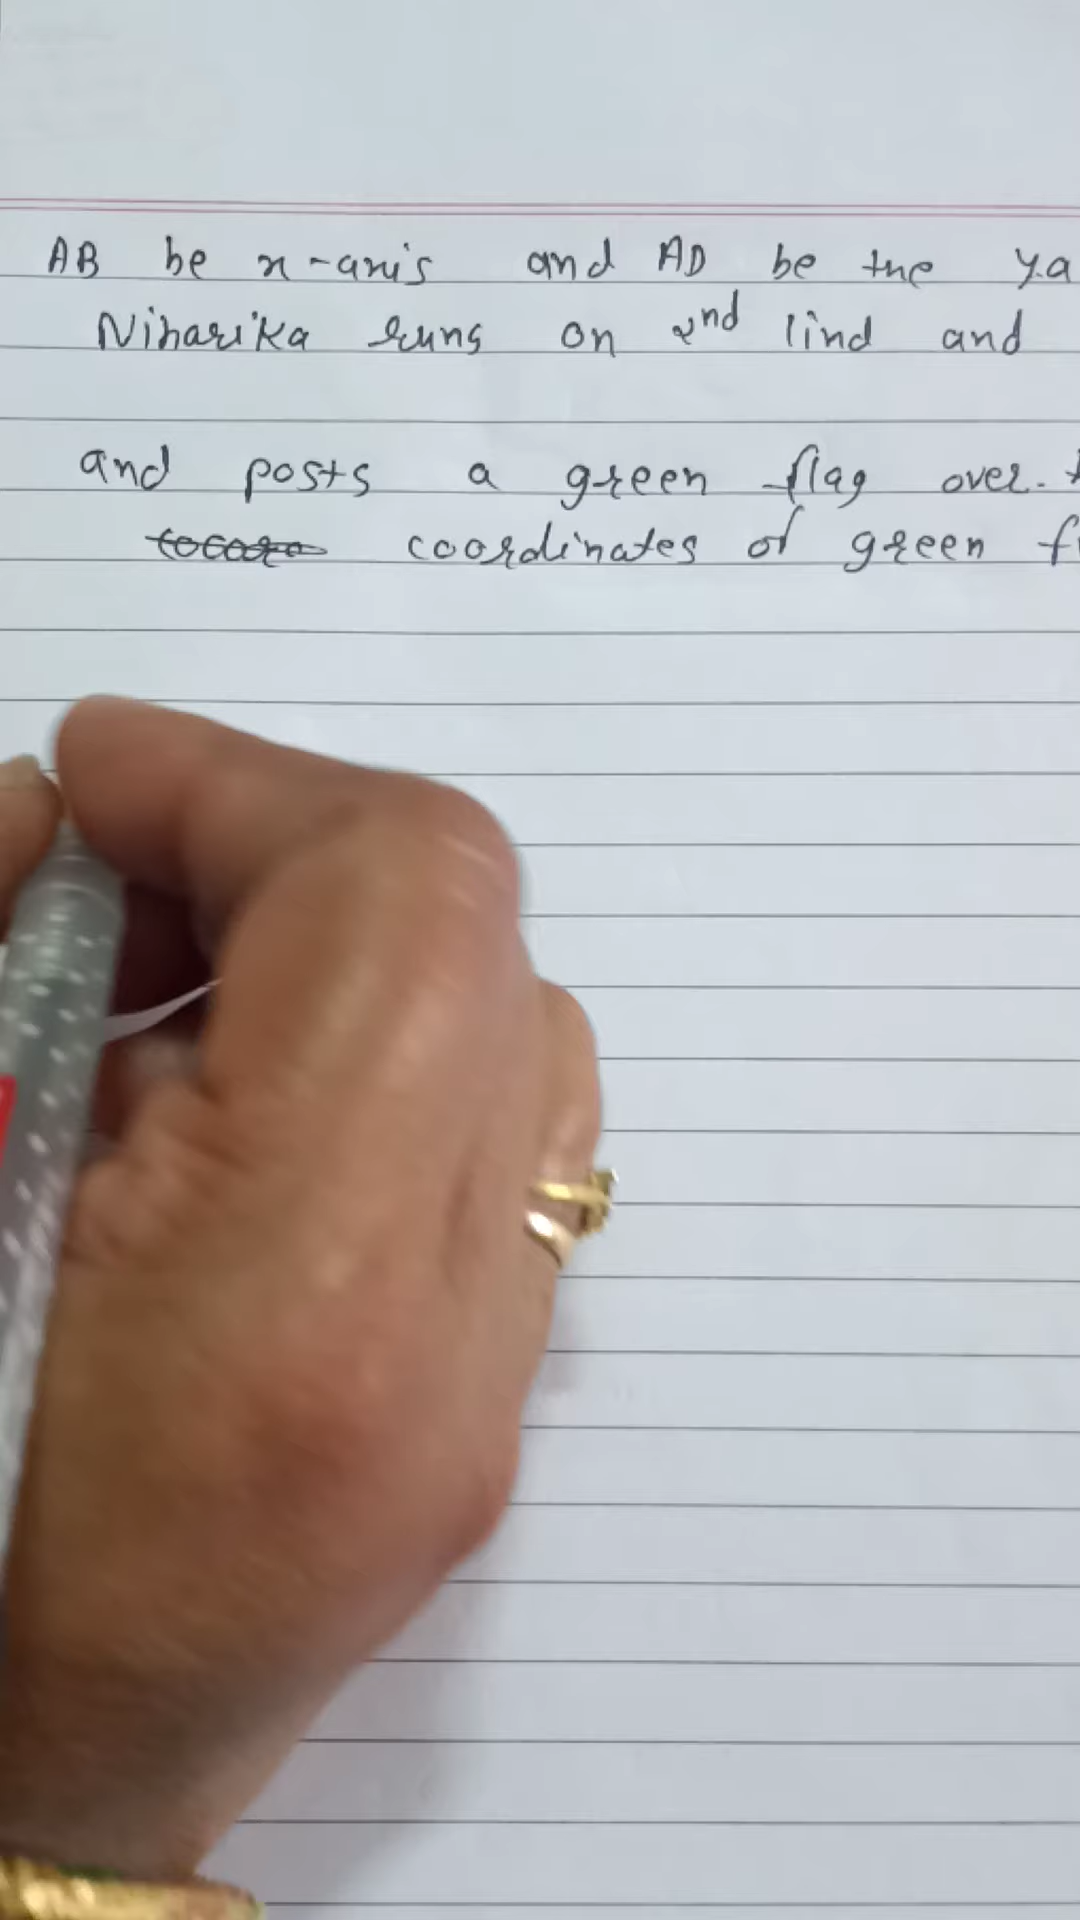 AB be x-axis and AD be the y.a
Niharika runs on 2nd lind and
and posts a green flag over.
coordinates of green f